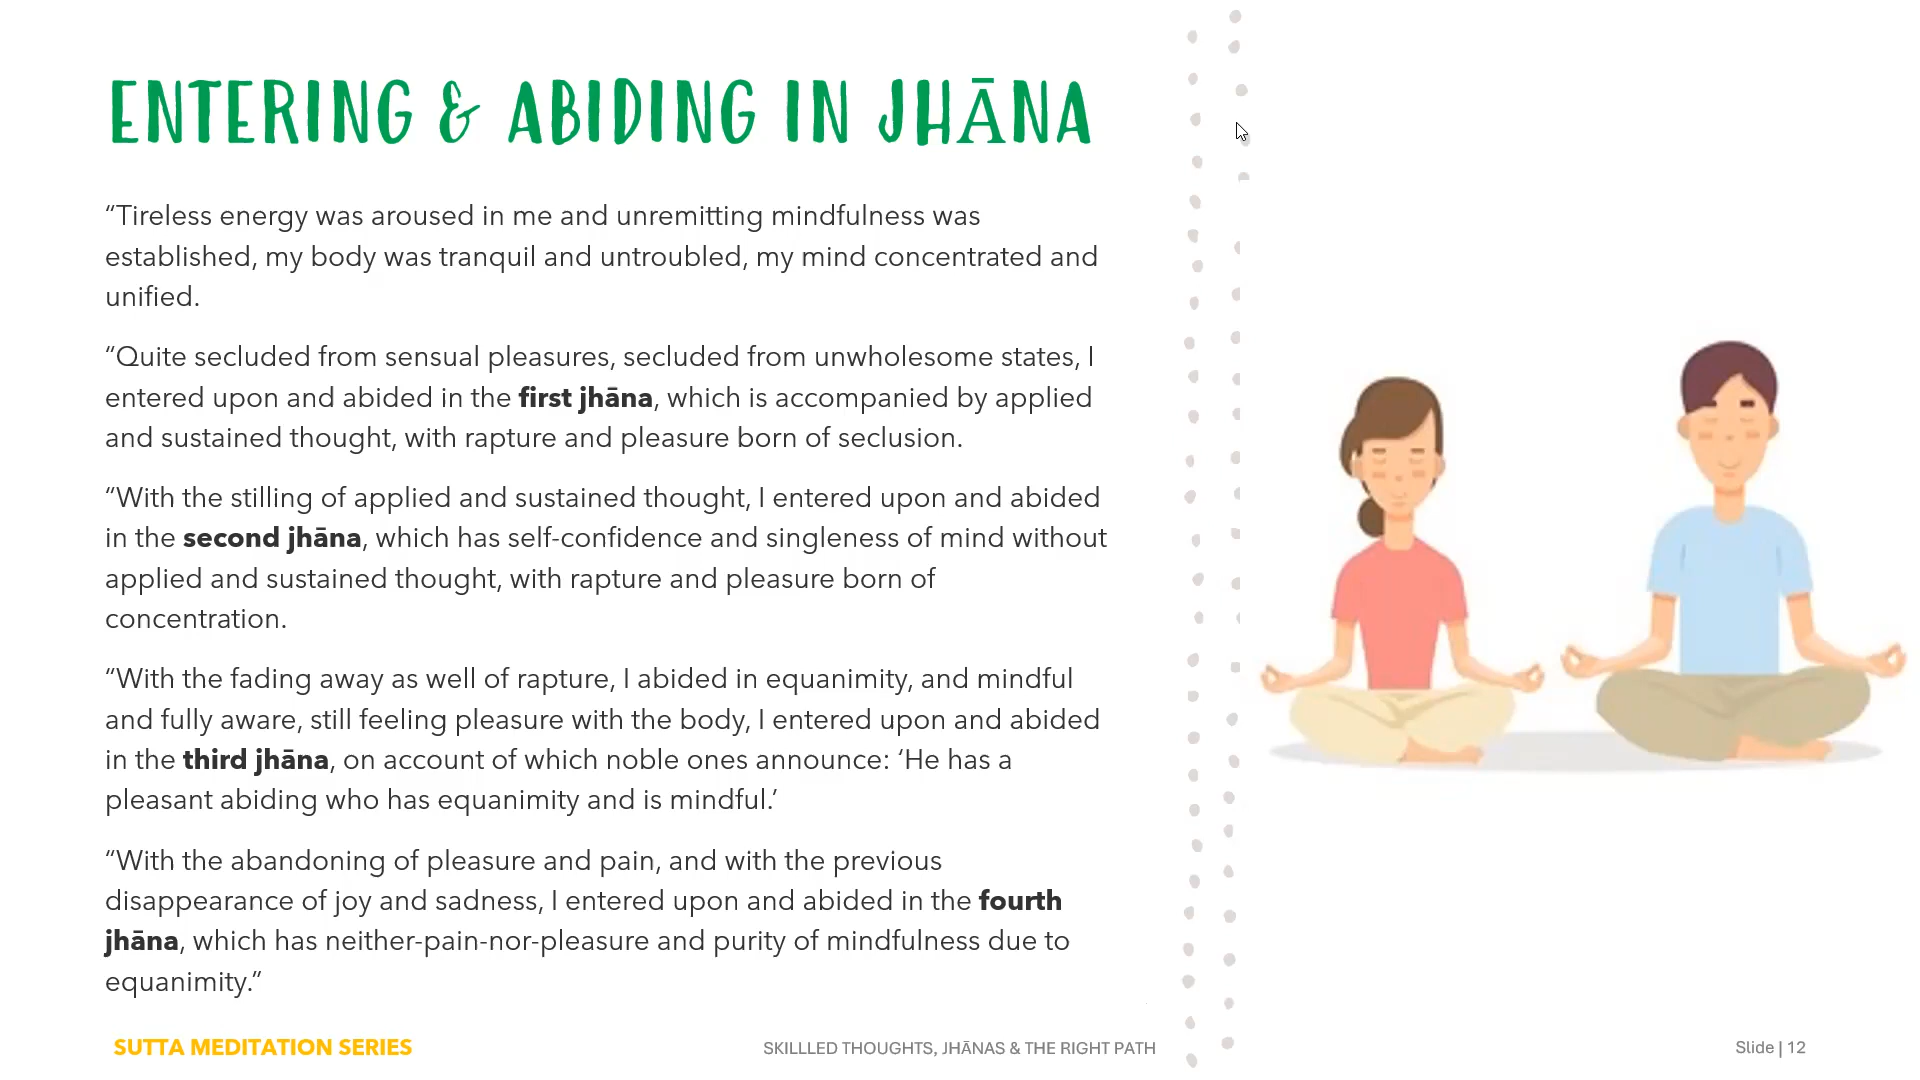 ENTERING & ABIDING IN JHĀNA
“Tireless energy was aroused in me and unremitting mindfulness was
established, my body was tranquil and untroubled, my mind concentrated and
unified.
“Quite secluded from sensual pleasures, secluded from unwholesome states, I
entered upon and abided in the first jhāna, which is accompanied by applied
and sustained thought, with rapture and pleasure born of seclusion.
“With the stilling of applied and sustained thought, I entered upon and abided
in the second jhāna, which has self-confidence and singleness of mind without
applied and sustained thought, with rapture and pleasure born of
concentration.
“With the fading away as well of rapture, I abided in equanimity, and mindful
and fully aware, still feeling pleasure with the body, I entered upon and abided
in the third jhāna, on account of which noble ones announce: ‘He has a
pleasant abiding who has equanimity and is mindful.’
“With the abandoning of pleasure and pain, and with the previous
disappearance of joy and sadness, I entered upon and abided in the fourth
jhāna, which has neither-pain-nor-pleasure and purity of mindfulness due to
equanimity.”
SUTTA MEDITATION SERIES
SKILLLED THOUGHTS, JHĀNAS & THE RIGHT PATH
Slide | 12